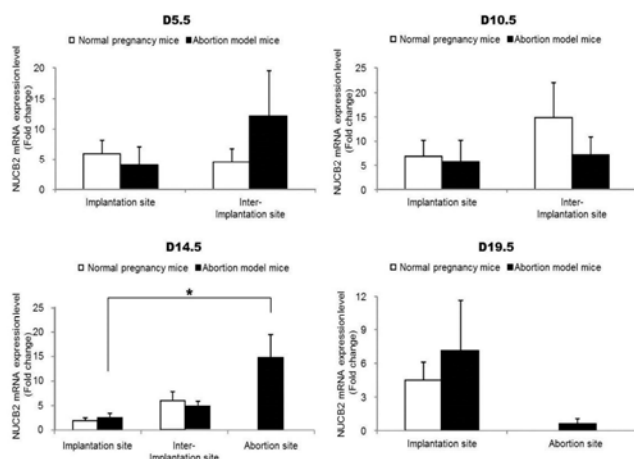 D5.5
□ Normal pregnancy mice ■ Abortion model mice
NUCB2 mRNA expression level
(Fold change)
20
15
10
5
0
Implantation site
Inter-
Implantation site
D10.5
□ Normal pregnancy mice ■ Abortion model mice
NUCB2 mRNA expression level
(Fold change)
25
20
15
10
5
0
Implantation site
Inter-
Implantation site
D14.5
□ Normal pregnancy mice ■ Abortion model mice
*
NUCB2 mRNA expression level
(Fold change)
25
20
15
10
5
0
Implantation site
Inter-
Implantation site
Abortion site
D19.5
□ Normal pregnancy mice ■ Abortion model mice
NUCB2 mRNA expression level
(Fold change)
12
9
6
3
0
Implantation site
Abortion site